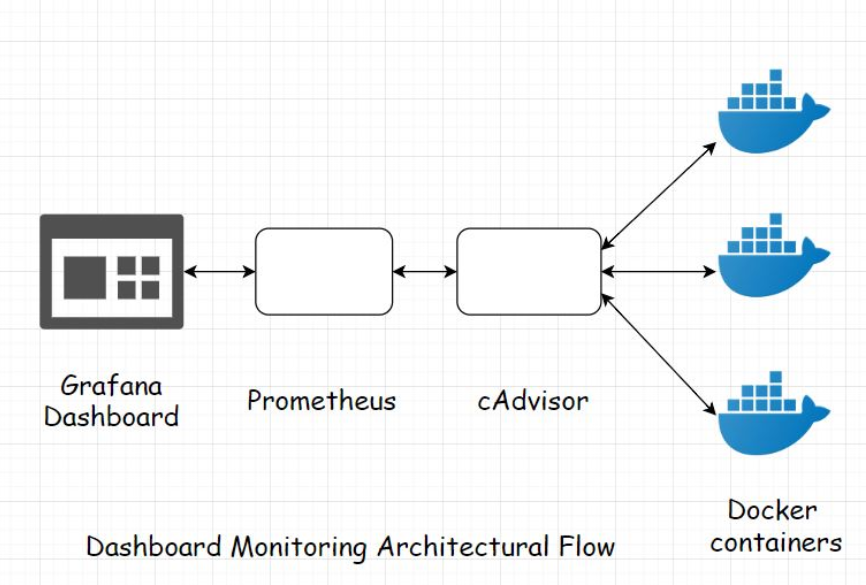 Grafana
Dashboard
Prometheus
cAdvisor
Docker
containers
Dashboard Monitoring Architectural Flow